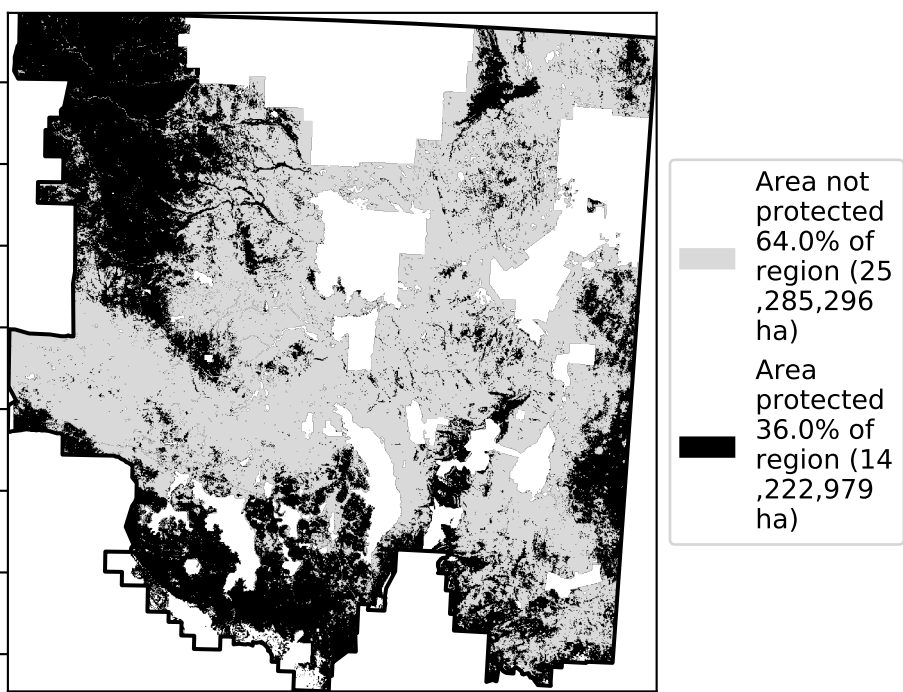 Area not
protected
64.0% of
region (25
,285,296
ha)
Area
protected
36.0% of
region (14
,222,979
ha)